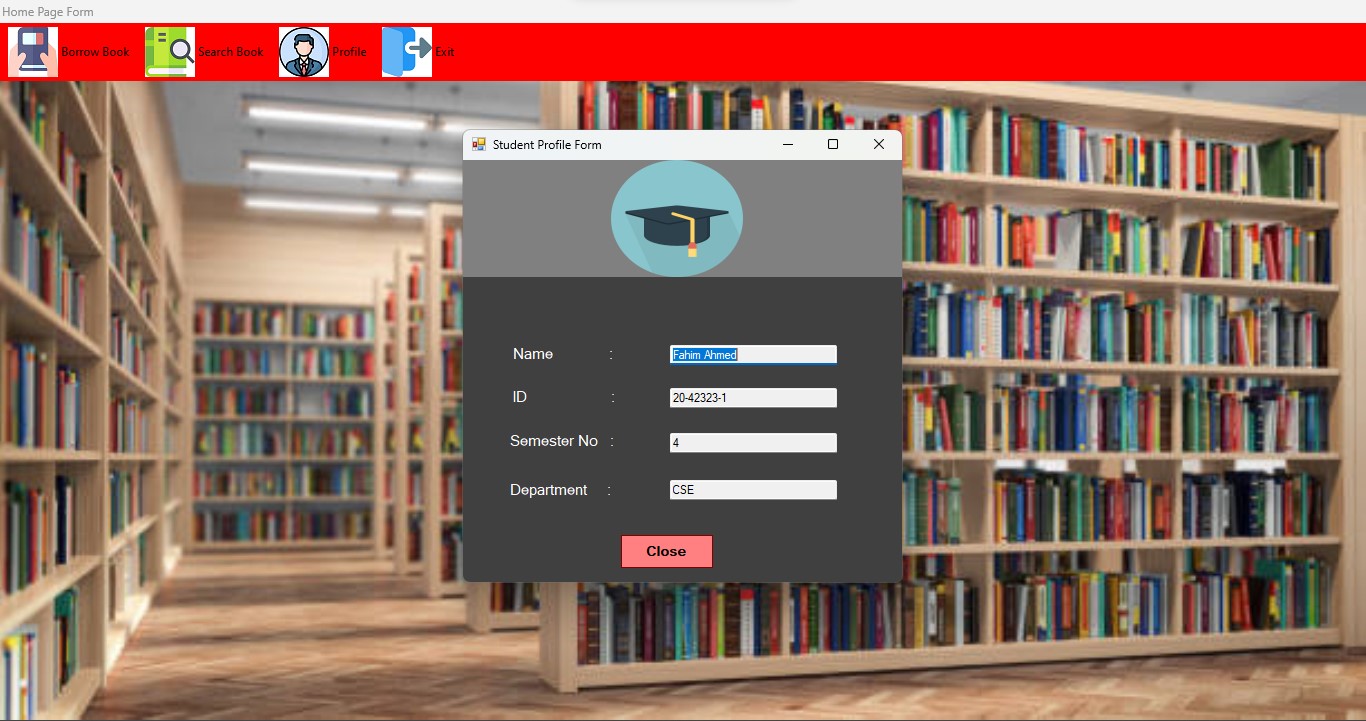 Home Page Form
Borrow Book Search Book Profile Exit
Student Profile Form
Name : Fahim Ahmed
ID : 20-42323-1
Semester No : 4
Department : CSE
Close